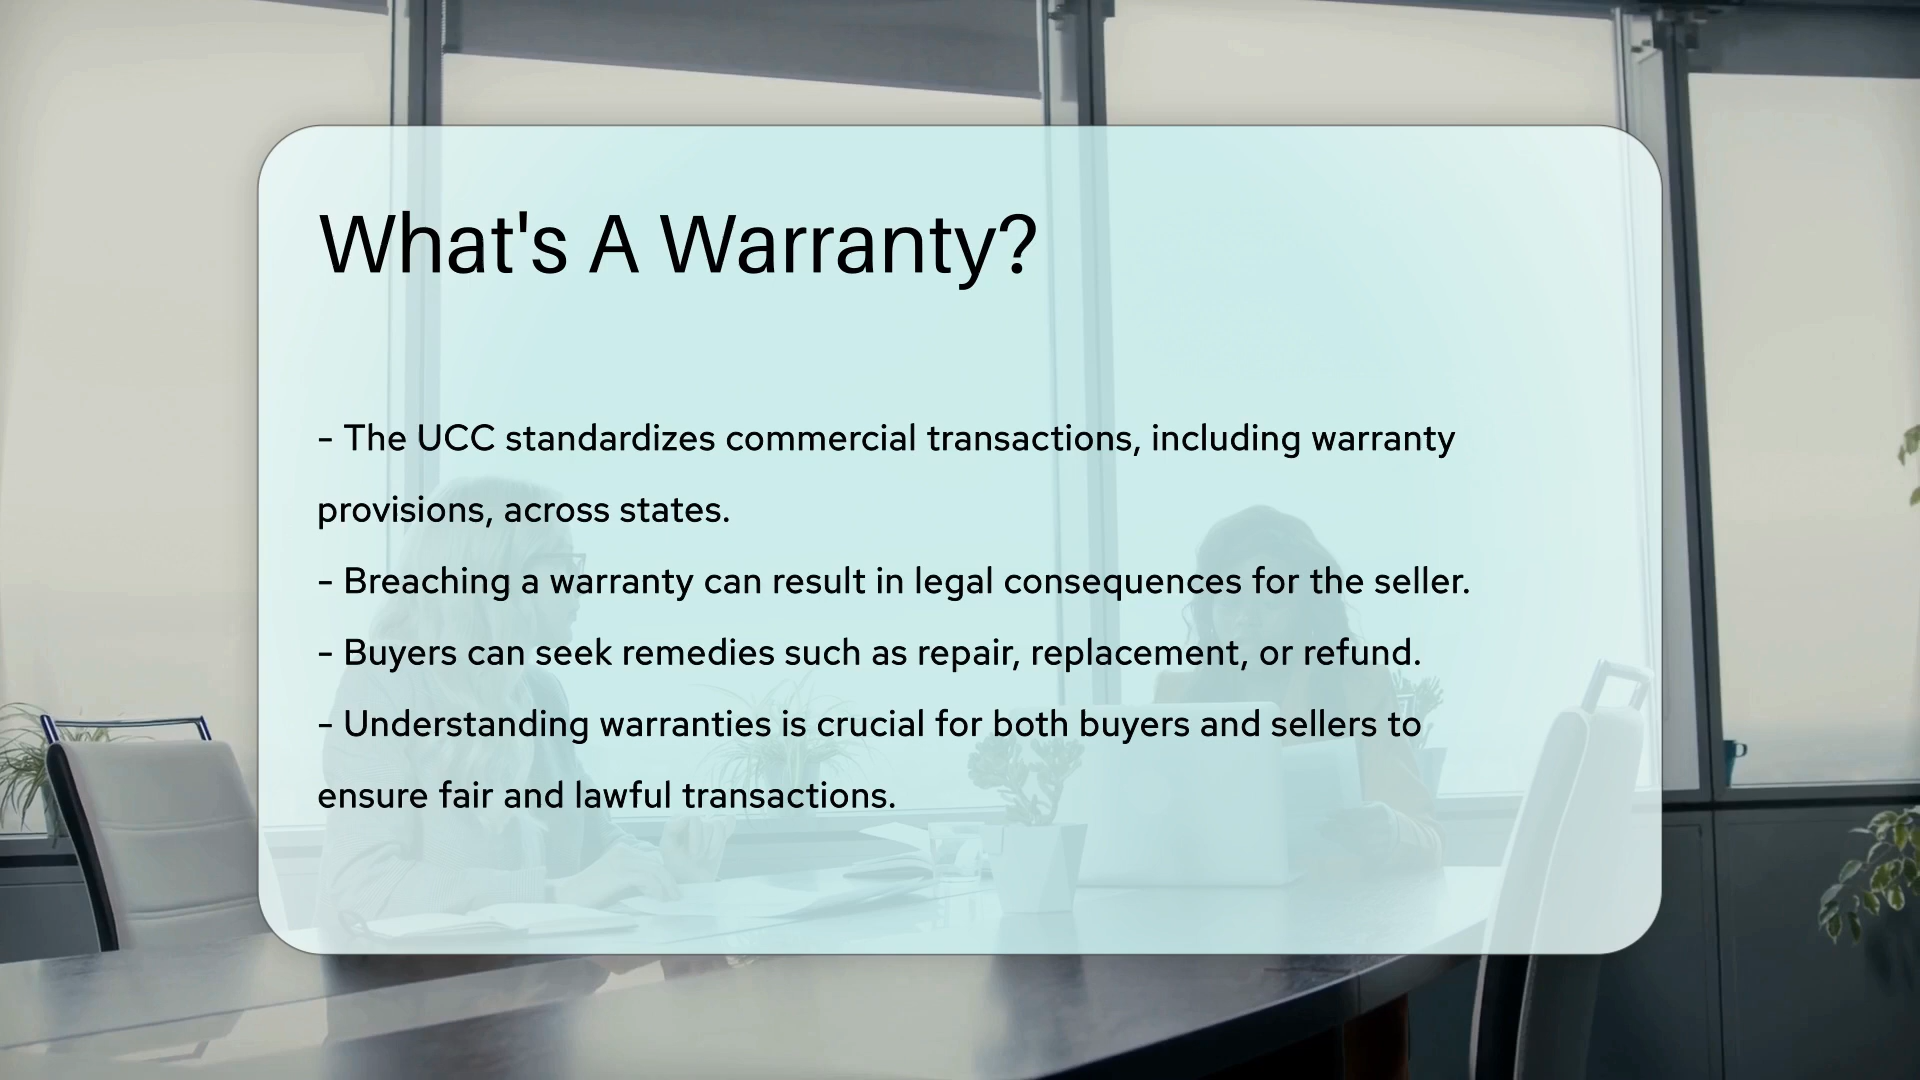 What's A Warranty?
- The UCC standardizes commercial transactions, including warranty
provisions, across states.
- Breaching a warranty can result in legal consequences for the seller.
- Buyers can seek remedies such as repair, replacement, or refund.
- Understanding warranties is crucial for both buyers and sellers to
ensure fair and lawful transactions.